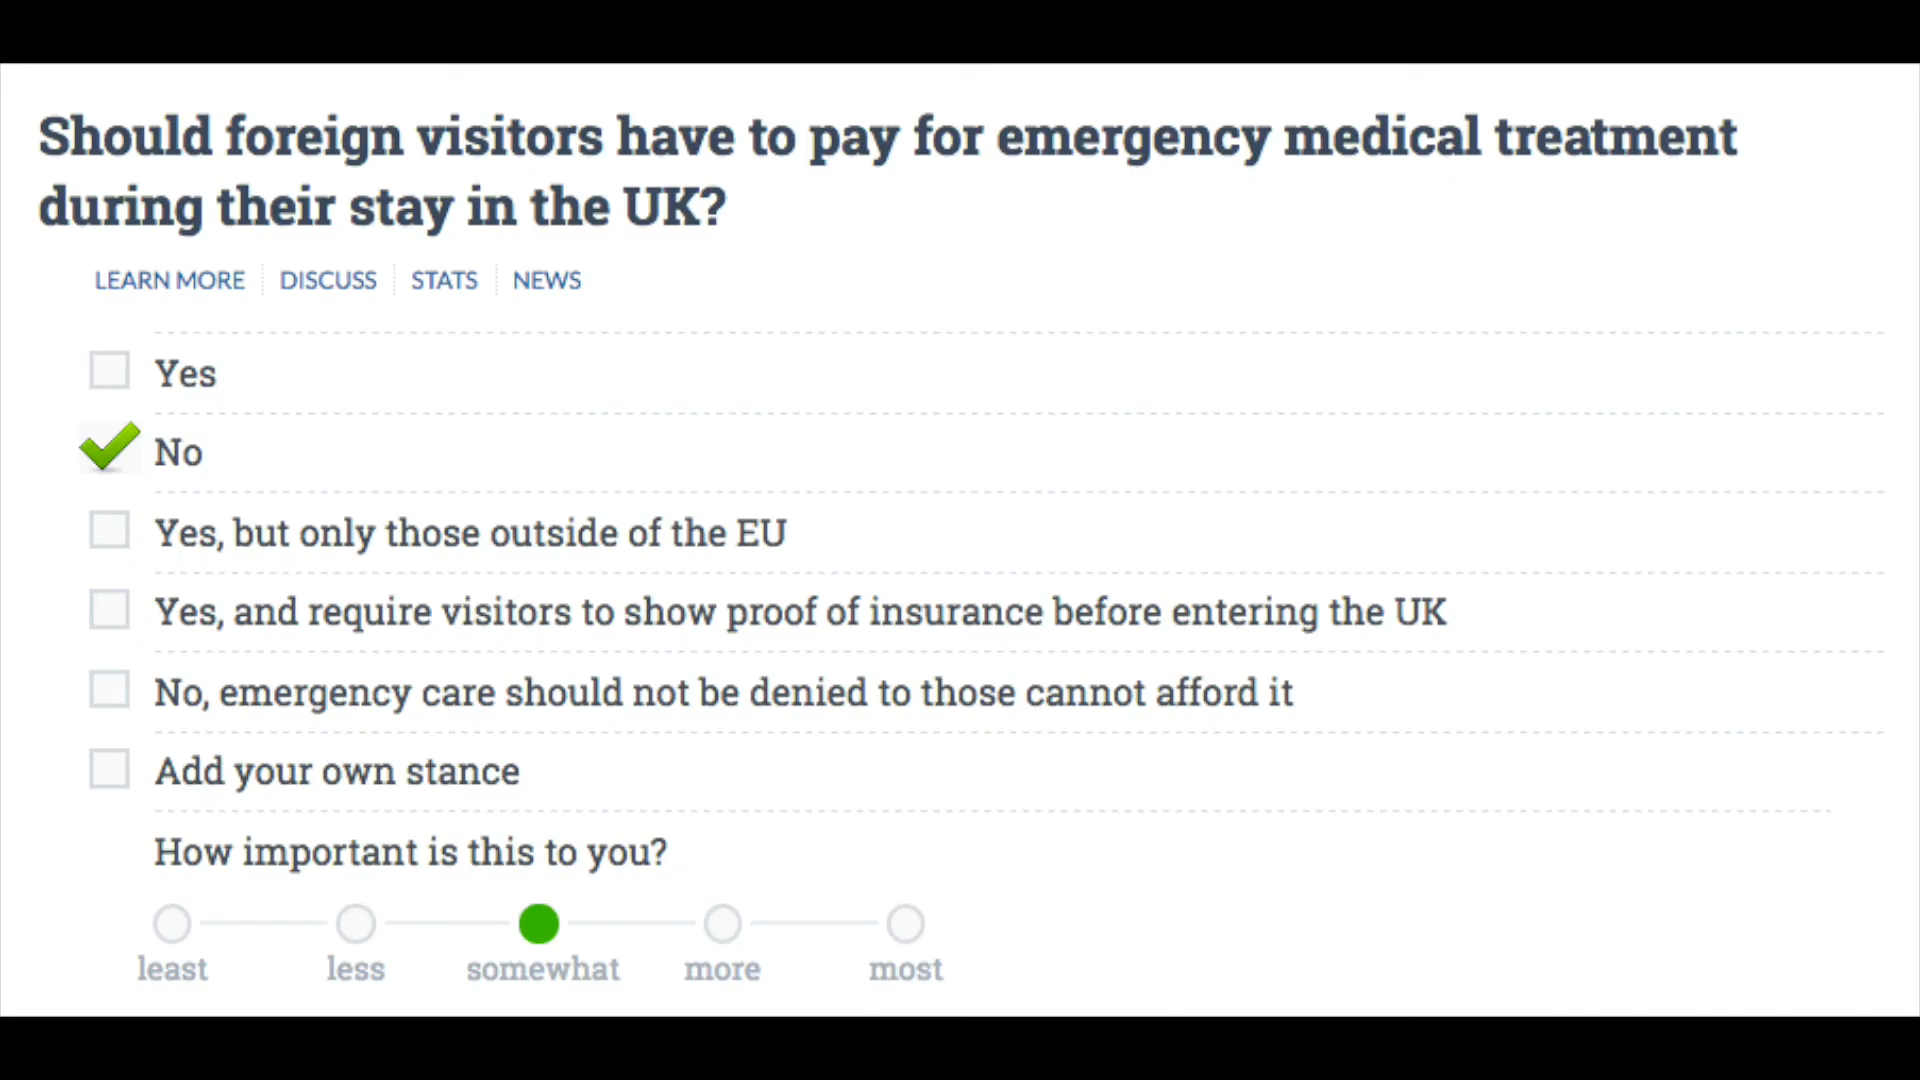 Should foreign visitors have to pay for emergency medical treatment
during their stay in the UK?
LEARN MORE DISCUSS STATS NEWS
Yes
No
Yes, but only those outside of the EU
Yes, and require visitors to show proof of insurance before entering the UK
No, emergency care should not be denied to those cannot afford it
Add your own stance
How important is this to you?
least less somewhat more most